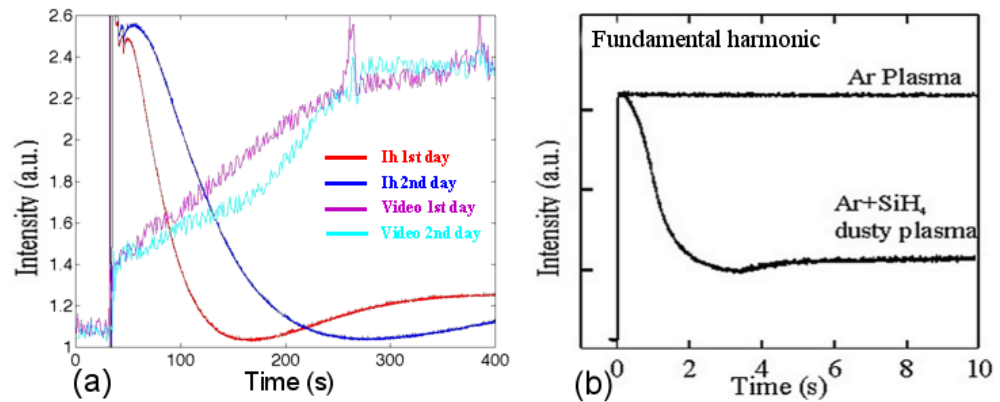 2.6
2.4
2.2
2
1.8
1.6
1.4
1.2
1
Intensity (a.u.)
Ih 1st day
Ih 2nd day
Video 1st day
Video 2nd day
0
100
200
300
400
(a)
Time (s)
Fundamental harmonic
Ar Plasma
Ar+SiH₄
dusty plasma
Intensity (a.u.)
0
2
4
6
8
10
(b)
Time (s)